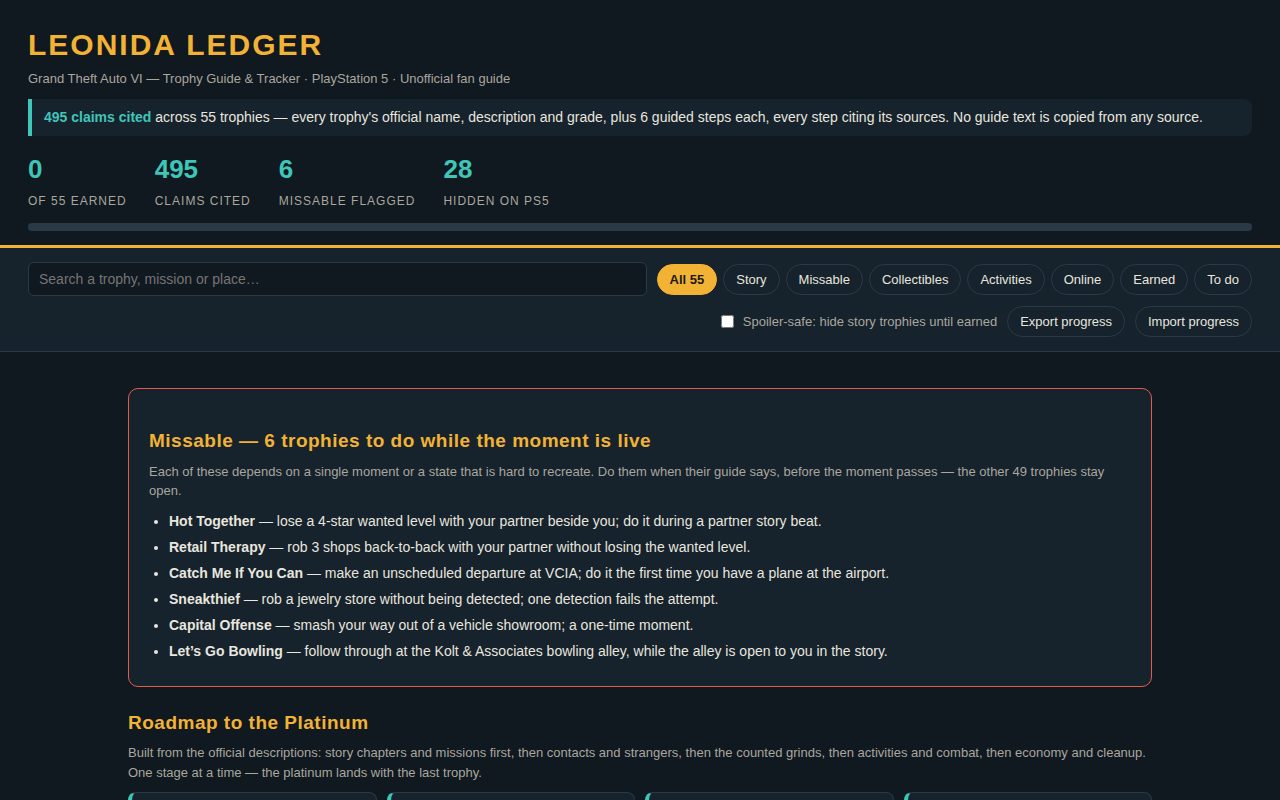 LEONIDA LEDGER
Grand Theft Auto VI — Trophy Guide & Tracker · PlayStation 5 · Unofficial fan guide
495 claims cited across 55 trophies — every trophy's official name, description and grade, plus 6 guided steps each, every step citing its sources. No guide text is copied from any source.
0
495
6
28
OF 55 EARNED
CLAIMS CITED
MISSABLE FLAGGED
HIDDEN ON PS5
Search a trophy, mission or place…
All 55
Story
Missable
Collectibles
Activities
Online
Earned
To do
Spoiler-safe: hide story trophies until earned
Export progress
Import progress
Missable — 6 trophies to do while the moment is live
Each of these depends on a single moment or a state that is hard to recreate. Do them when their guide says, before the moment passes — the other 49 trophies stay
open.
• Hot Together — lose a 4-star wanted level with your partner beside you; do it during a partner story beat.
• Retail Therapy — rob 3 shops back-to-back with your partner without losing the wanted level.
• Catch Me If You Can — make an unscheduled departure at VCIA; do it the first time you have a plane at the airport.
• Sneakthief — rob a jewelry store without being detected; one detection fails the attempt.
• Capital Offense — smash your way out of a vehicle showroom; a one-time moment.
• Let’s Go Bowling — follow through at the Kolt & Associates bowling alley, while the alley is open to you in the story.
Roadmap to the Platinum
Built from the official descriptions: story chapters and missions first, then contacts and strangers, then the counted grinds, then activities and combat, then economy and cleanup.
One stage at a time — the platinum lands with the last trophy.